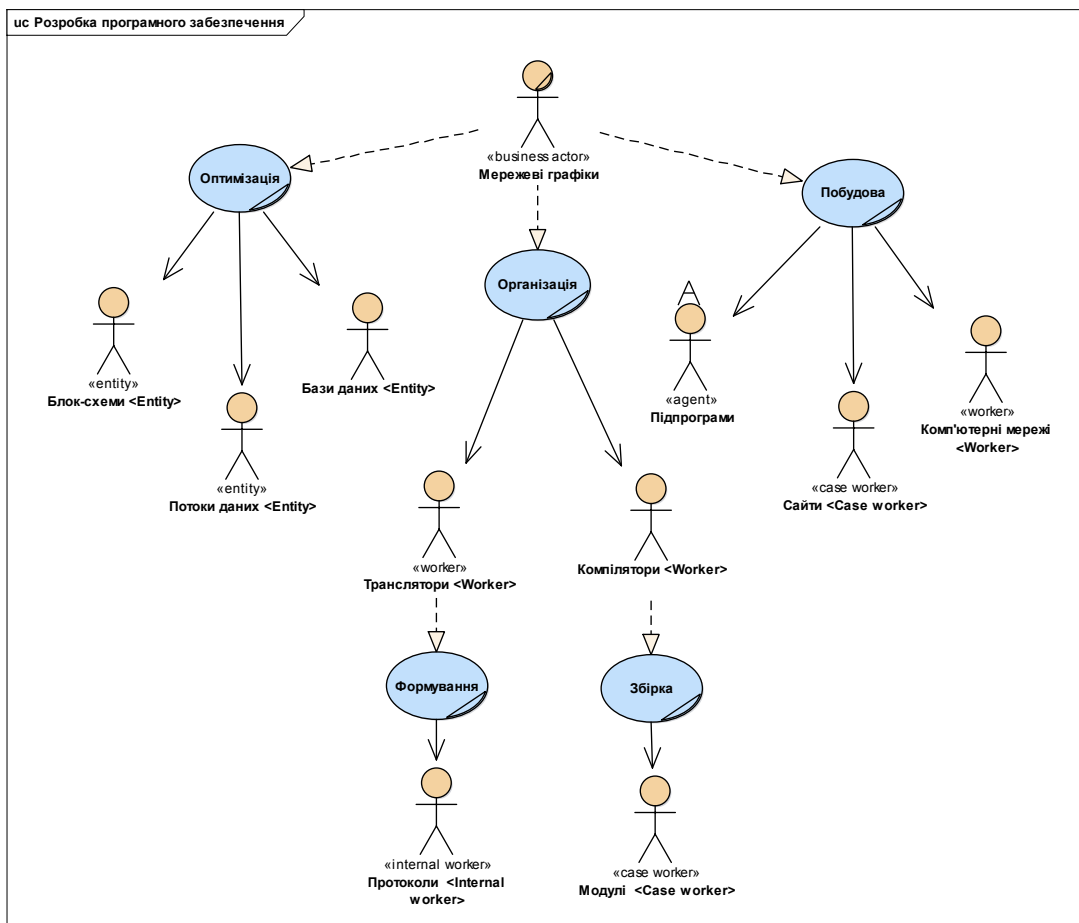 uc Розробка програмного забезпечення
«business actor»
Мережеві графіки
Оптимізація
Побудова
Організація
«entity»
Блок-схеми <Entity>
Бази даних <Entity>
«entity»
Потоки даних <Entity>
«agent»
Підпрограми
«worker»
Комп'ютерні мережі
<Worker>
«case worker»
Сайти <Case worker>
«worker»
Транслятори <Worker>
Компілятори <Worker>
Формування
Збірка
«internal worker»
Протоколи <Internal
worker>
«case worker»
Модулі <Case worker>